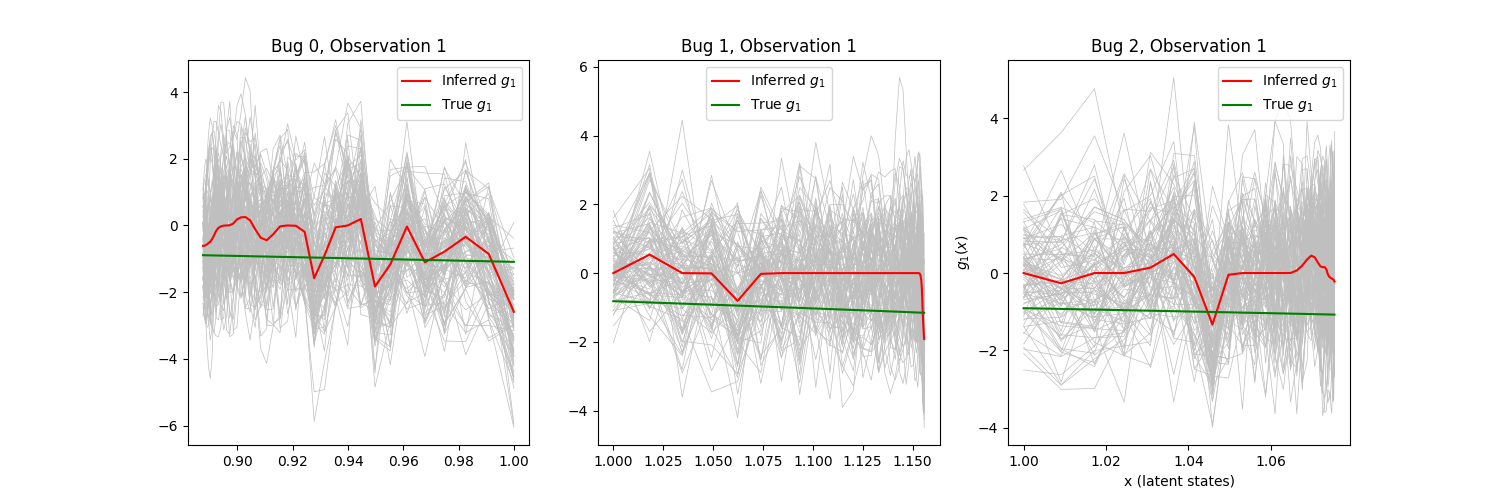 Bug 0, Observation 1
Inferred g₁
True g₁
4
2
0
−2
−4
−6
0.90 0.92 0.94 0.96 0.98 1.00
Bug 1, Observation 1
Inferred g₁
True g₁
6
4
2
0
−2
−4
1.000 1.025 1.050 1.075 1.100 1.125 1.150
Bug 2, Observation 1
Inferred g₁
True g₁
g₁(x)
4
2
0
−2
−4
1.00 1.02 1.04 1.06
x (latent states)